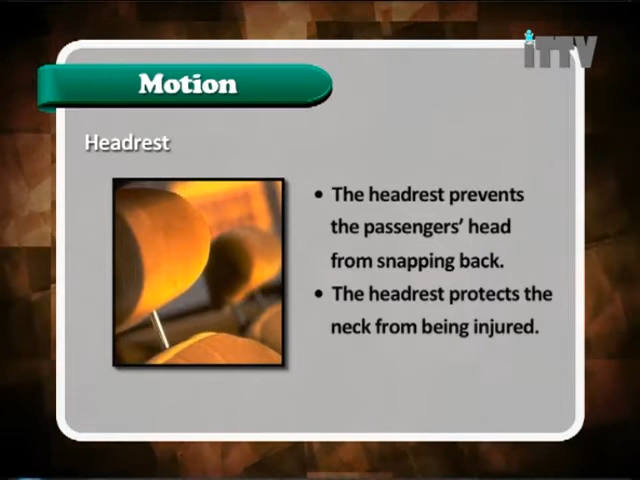 iTTV
Motion
Headrest
• The headrest prevents
the passengers’ head
from snapping back.
• The headrest protects the
neck from being injured.